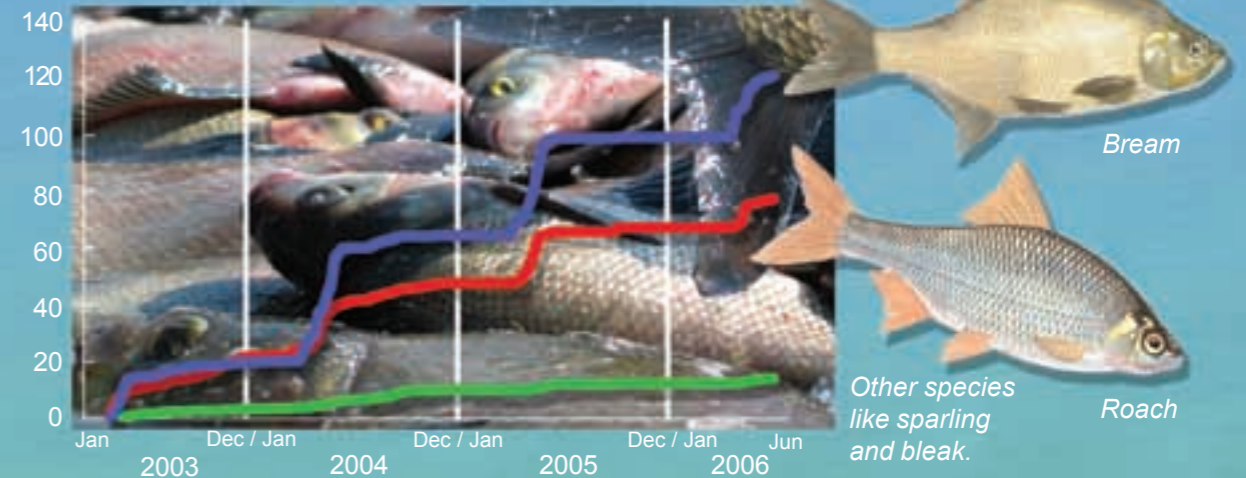 140
120
100
80
60
40
20
0
Jan
Dec / Jan
Dec / Jan
Dec / Jan
Jun
2003
2004
2005
2006
Bream
Roach
Other species
like sparling
and bleak.